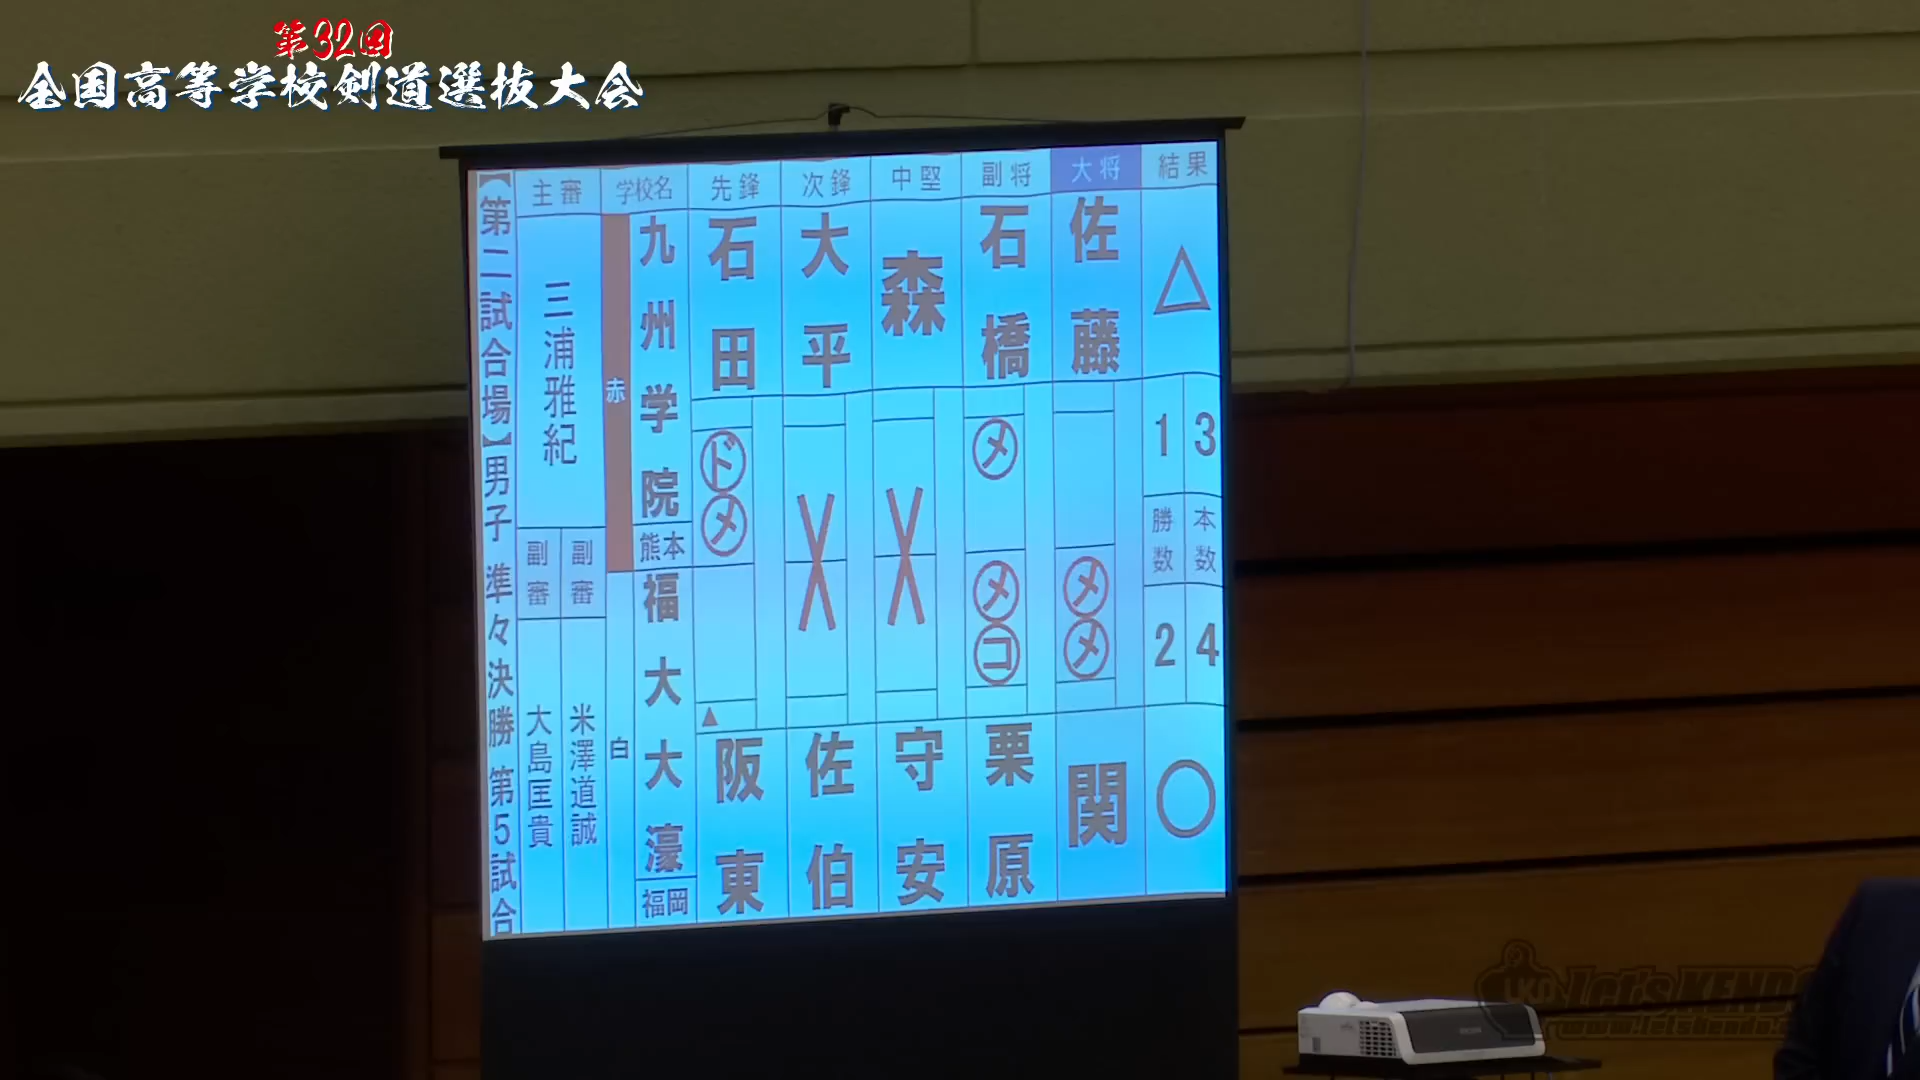 第32回
全国高等学校剣道選抜大会
【第二試合場】男子 準々決勝 第5試合
主審
学校名
先鋒
次鋒
中堅
副将
大将
結果
三浦雅紀
赤
九州学院
熊本
石田
大平
森
石橋
佐藤
△
ド
メ
メ
1
3
勝数
本数
副審
副審
大島匡貴
米澤道誠
メ
コ
メ
メ
2
4
白
福大大濠
福岡
▲
阪東
佐伯
守安
栗原
関
○
LKD
Let's KENDO